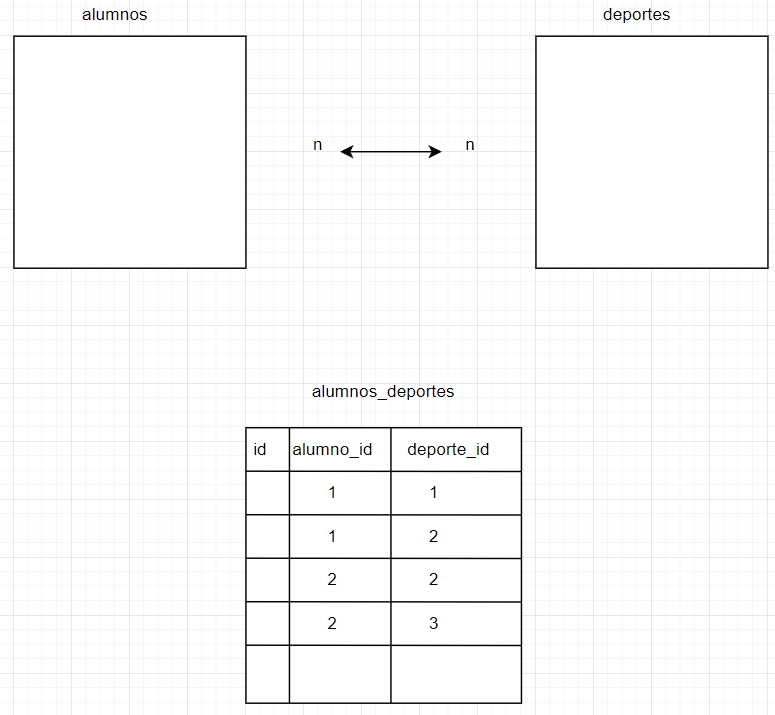 alumnos deportes
n n
alumnos_deportes
id alumno_id deporte_id
1 1
1 2
2 2
2 3